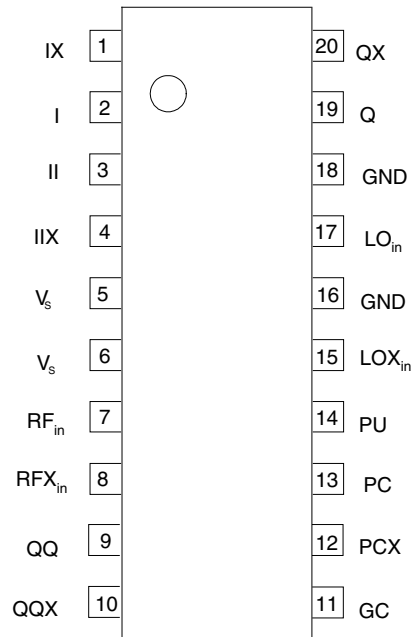 IX 1 20 QX
I 2 19 Q
II 3 18 GND
IIX 4 17 LOin
Vs 5 16 GND
Vs 6 15 LOXin
RFin 7 14 PU
RFXin 8 13 PC
QQ 9 12 PCX
QQX 10 11 GC